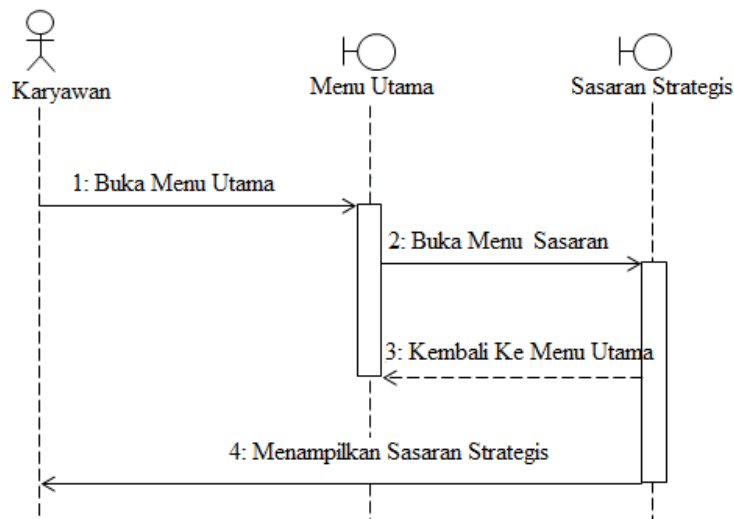 Karyawan
Menu Utama
Sasaran Strategis
1: Buka Menu Utama
2: Buka Menu Sasaran
3: Kembali Ke Menu Utama
4: Menampilkan Sasaran Strategis